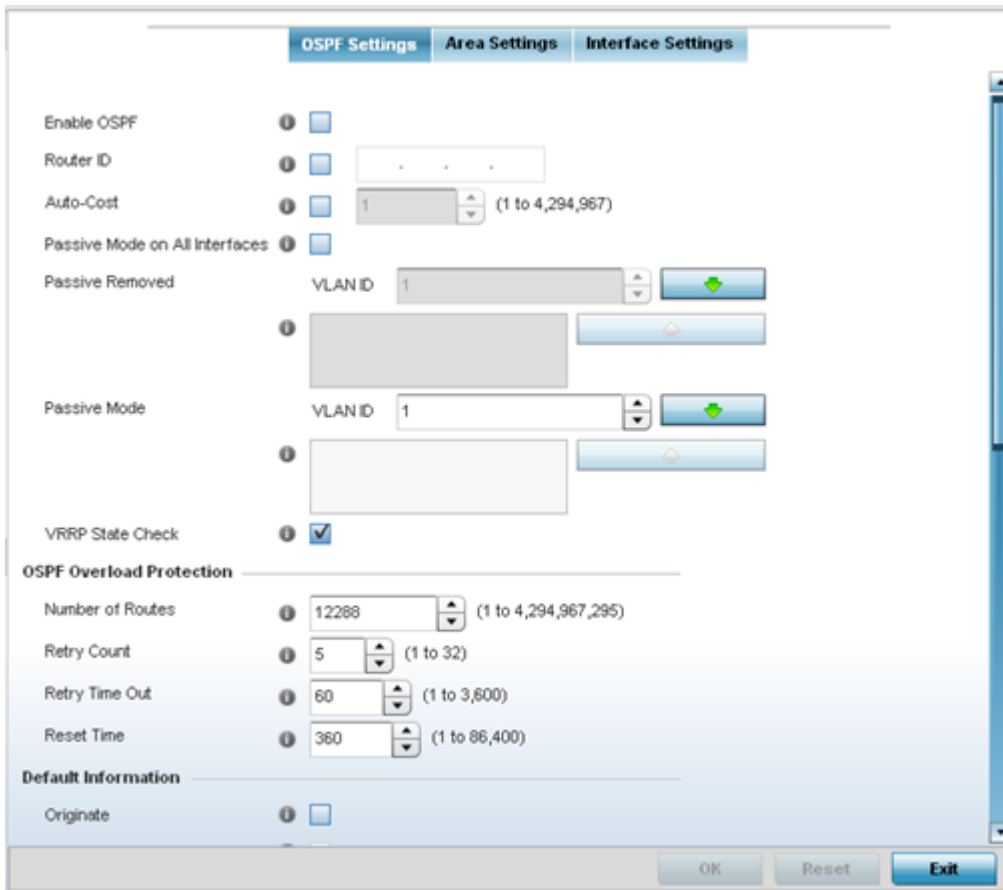 OSPF Settings Area Settings Interface Settings
Enable OSPF
Router ID . . .
Auto-Cost 1 (1 to 4,294,967)
Passive Mode on All Interfaces
Passive Removed VLAN ID 1
Passive Mode VLAN ID 1
VRRP State Check
OSPF Overload Protection
Number of Routes 12288 (1 to 4,294,967,295)
Retry Count 5 (1 to 32)
Retry Time Out 60 (1 to 3,600)
Reset Time 360 (1 to 86,400)
Default Information
Originate
OK Reset Exit